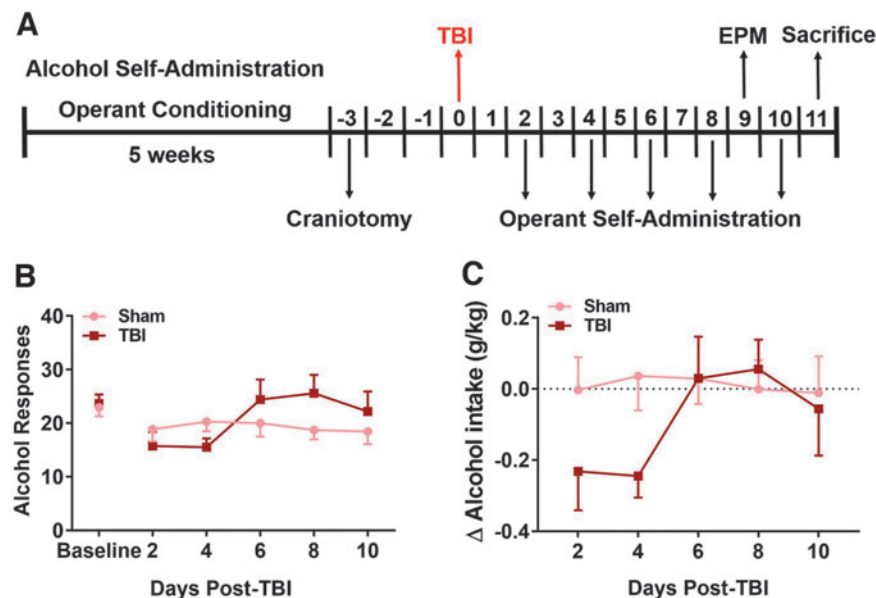 A
TBI
EPM Sacrifice
Alcohol Self-Administration
Operant Conditioning
-3 -2 -1 0 1 2 3 4 5 6 7 8 9 10 11
5 weeks
Craniotomy
Operant Self-Administration
B
Sham
TBI
Alcohol Responses
40
30
20
10
0
Baseline 2 4 6 8 10
Days Post-TBI
C
Sham
TBI
Δ Alcohol intake (g/kg)
0.2
0.0
-0.2
-0.4
2 4 6 8 10
Days Post-TBI